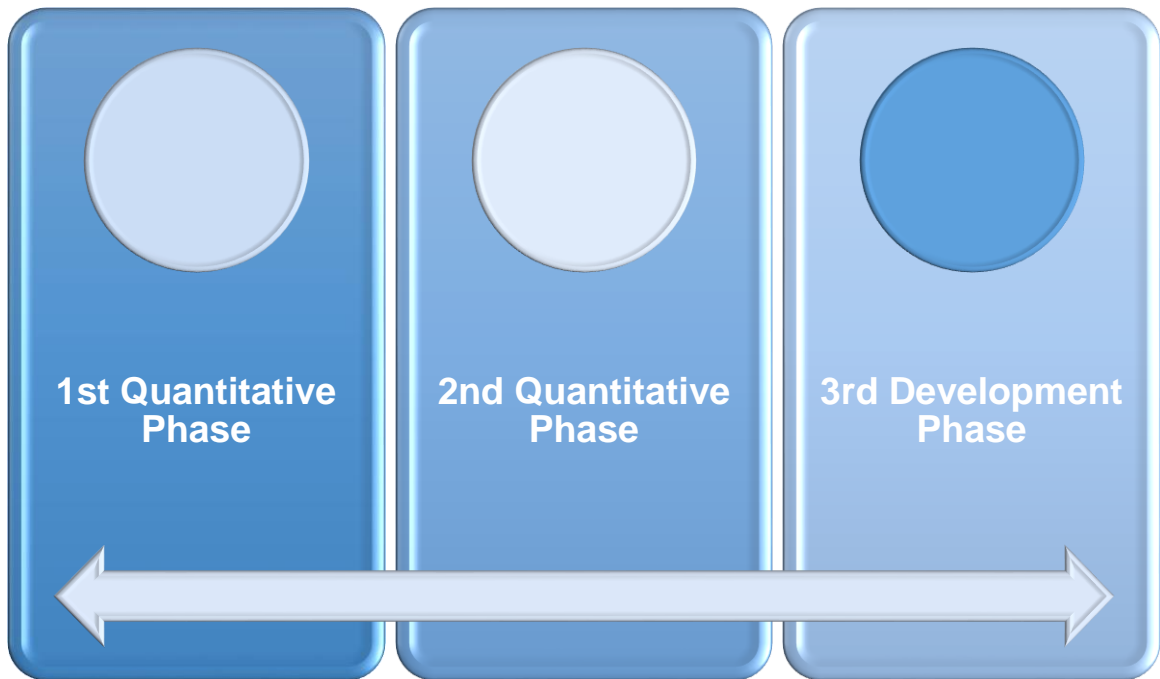 1st Quantitative
Phase
2nd Quantitative
Phase
3rd Development
Phase